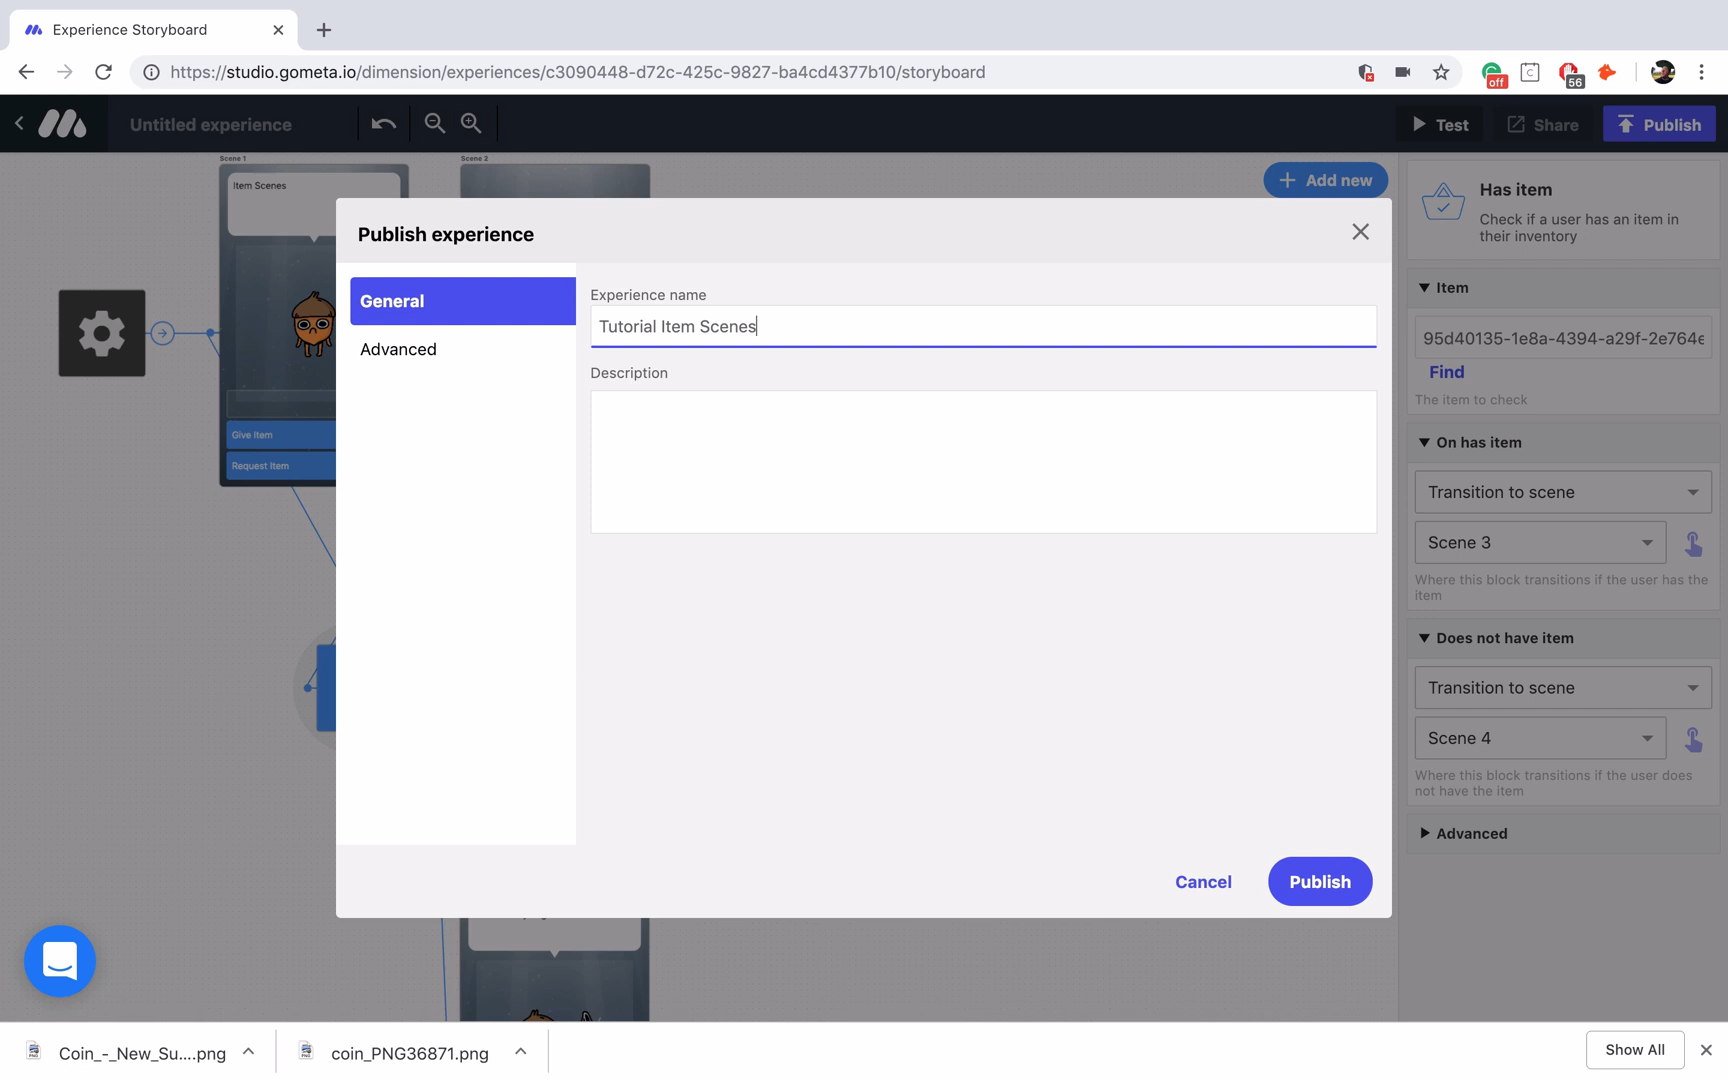 Experience Storyboard
https://studio.gometa.io/dimension/experiences/c3090448-d72c-425c-9827-ba4cd4377b10/storyboard
off
C
56
Untitled experience
Test
Share
Publish
Scene 1
Scene 2
Item Scenes
Add new
Has item
Check if a user has an item in
their inventory
Publish experience
General
Advanced
Experience name
Tutorial Item Scenes
Description
Item
95d40135-1e8a-4394-a29f-2e764e
Find
The item to check
On has item
Transition to scene
Scene 3
Where this block transitions if the user has the
item
Does not have item
Transition to scene
Scene 4
Where this block transitions if the user does
not have the item
Advanced
Give Item
Request Item
Cancel
Publish
Coin_-_New_Su....png
coin_PNG36871.png
Show All